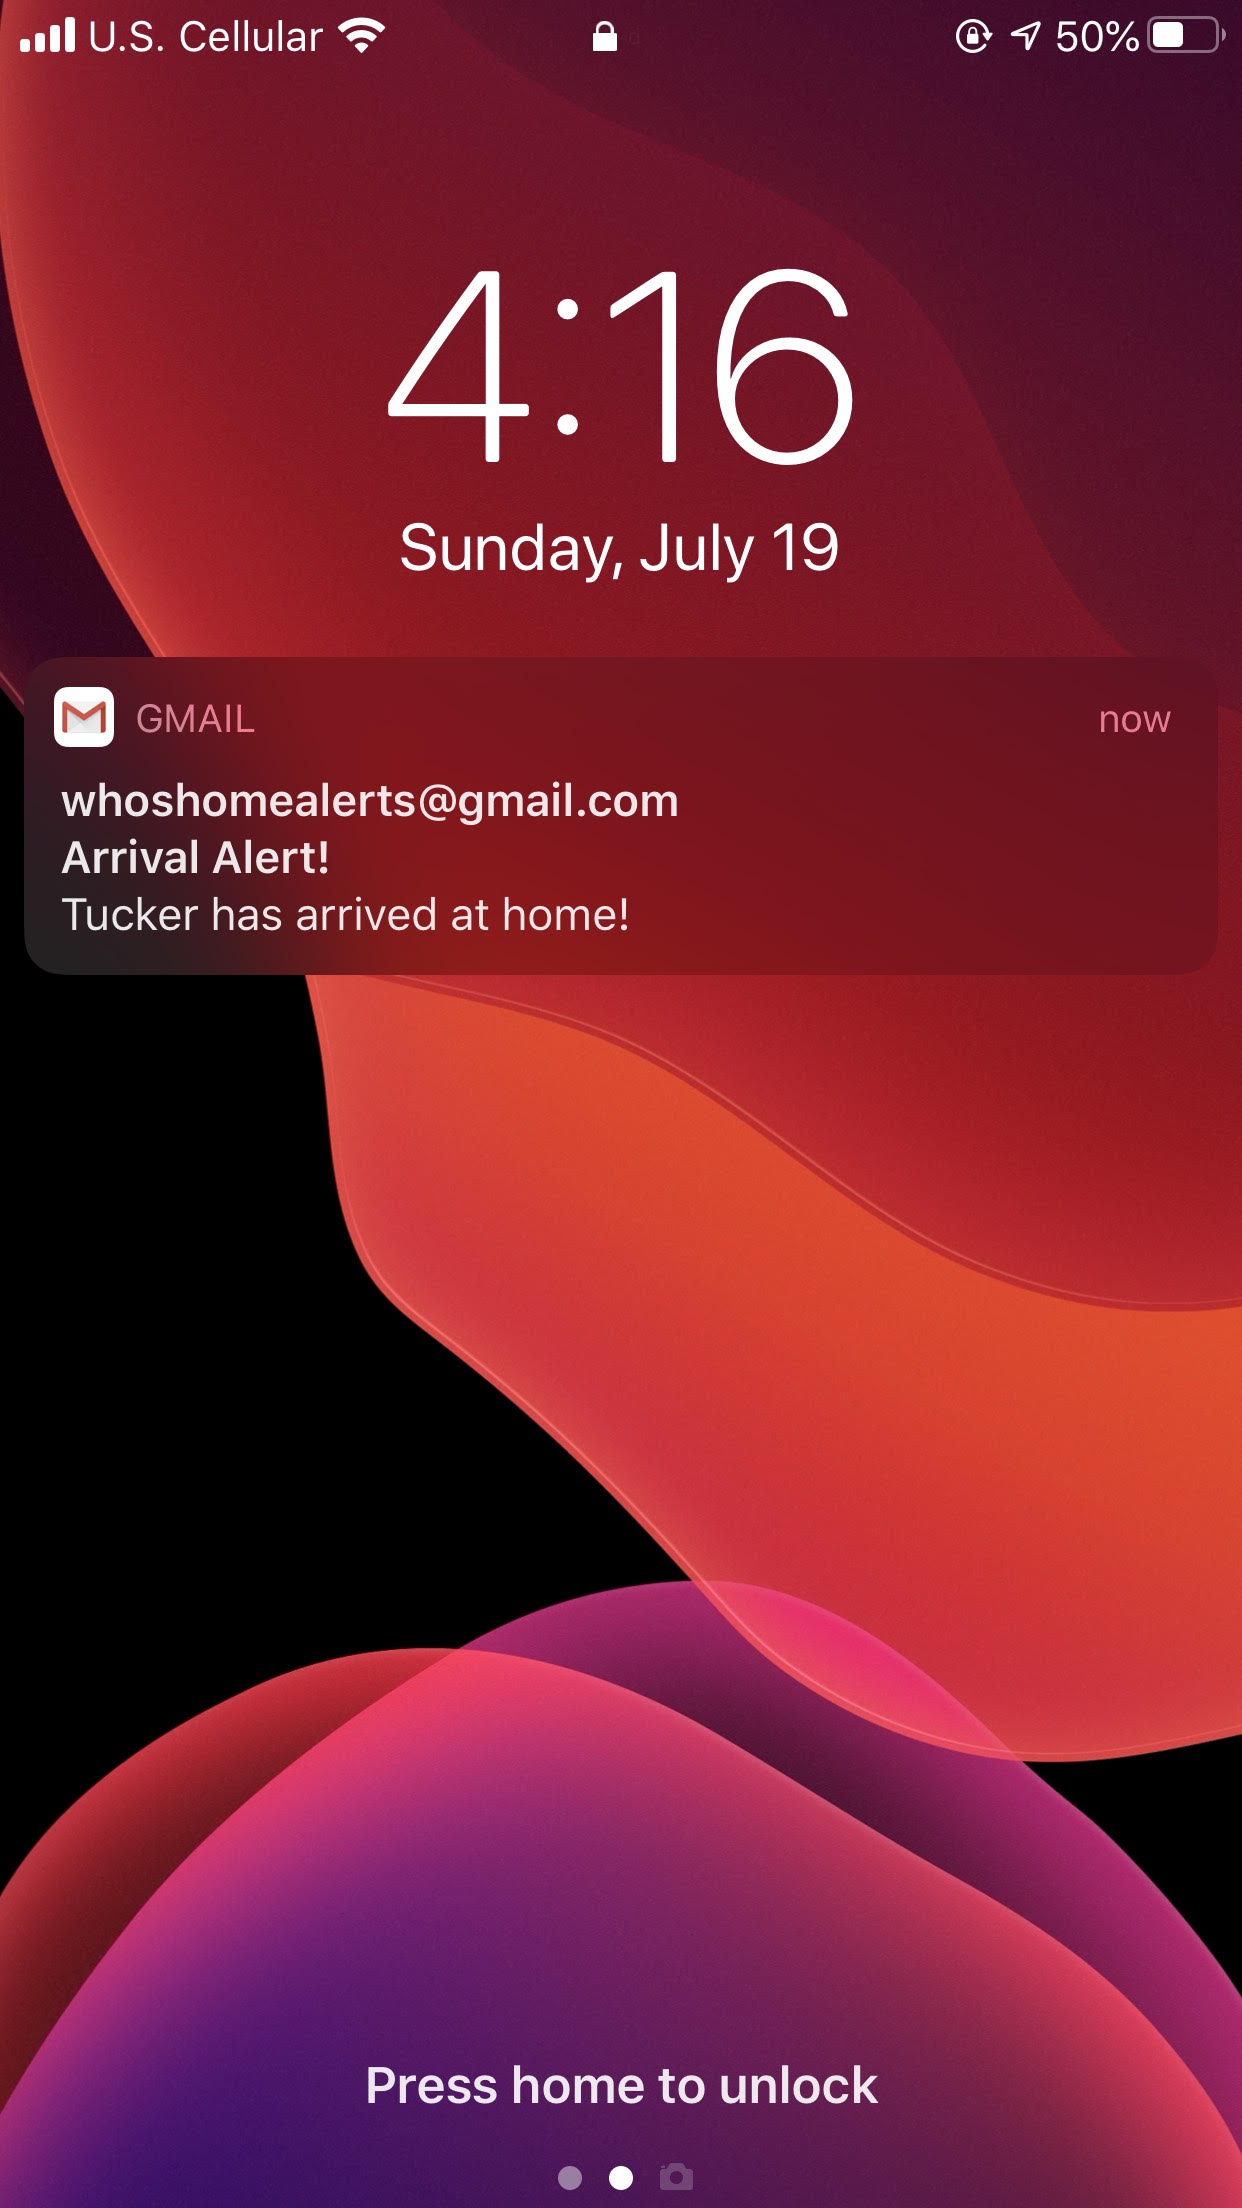 U.S. Cellular 50%
4:16
Sunday, July 19
GMAIL now
whoshomealerts@gmail.com
Arrival Alert!
Tucker has arrived at home!
Press home to unlock